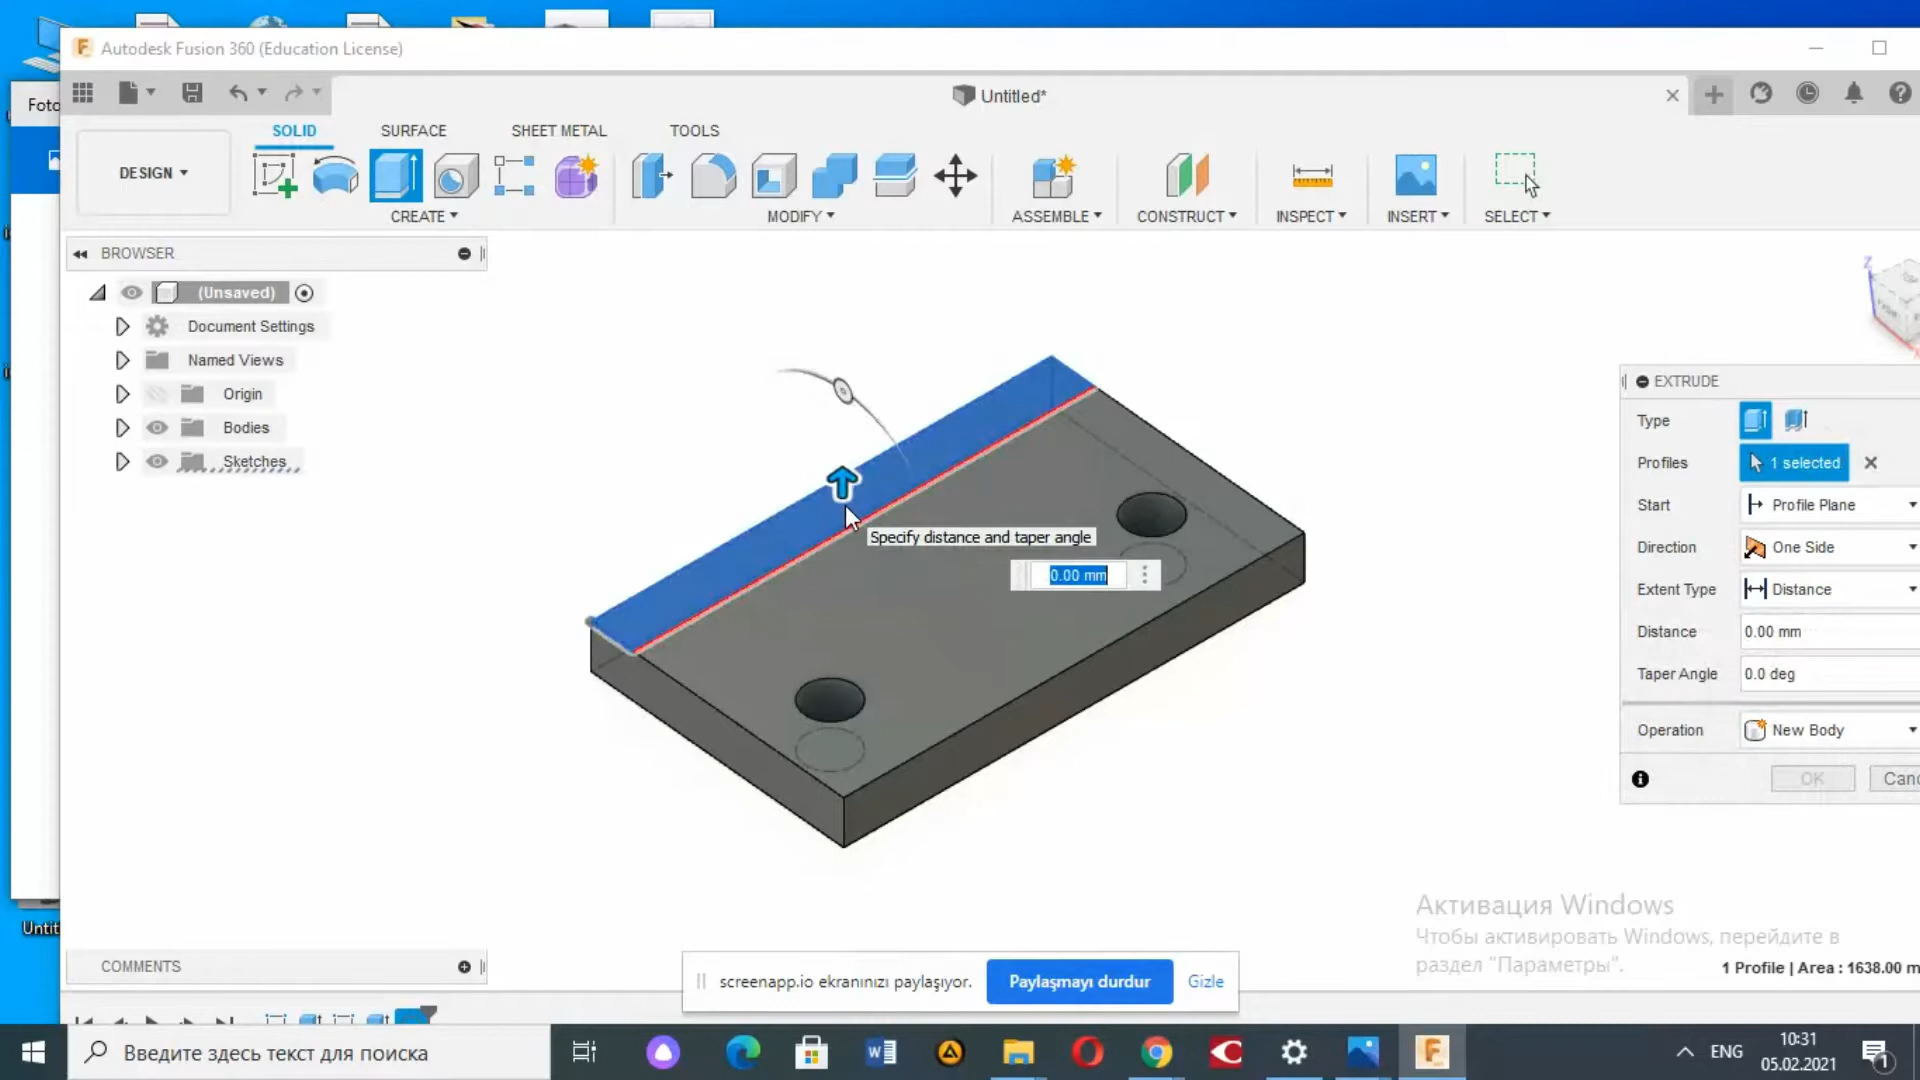 Autodesk Fusion 360 (Education License)
Foto
Untitled*
SOLID
SURFACE
SHEET METAL
TOOLS
DESIGN
CREATE
MODIFY
ASSEMBLE
CONSTRUCT
INSPECT
INSERT
SELECT
BROWSER
(Unsaved)
Document Settings
Named Views
Origin
Bodies
Sketches
Z
Specify distance and taper angle
0.00 mm
EXTRUDE
Type
Profiles
1 selected
Start
Profile Plane
Direction
One Side
Extent Type
Distance
Distance
0.00 mm
Taper Angle
0.0 deg
Operation
New Body
OK
Canc
Untit
Активация Windows
Чтобы активировать Windows, перейдите в
раздел "Параметры".
1 Profile | Area : 1638.00 m
COMMENTS
screenapp.io ekranınızı paylaşıyor.
Paylaşmayı durdur
Gizle
Введите здесь текст для поиска
ENG
10:31
05.02.2021
1